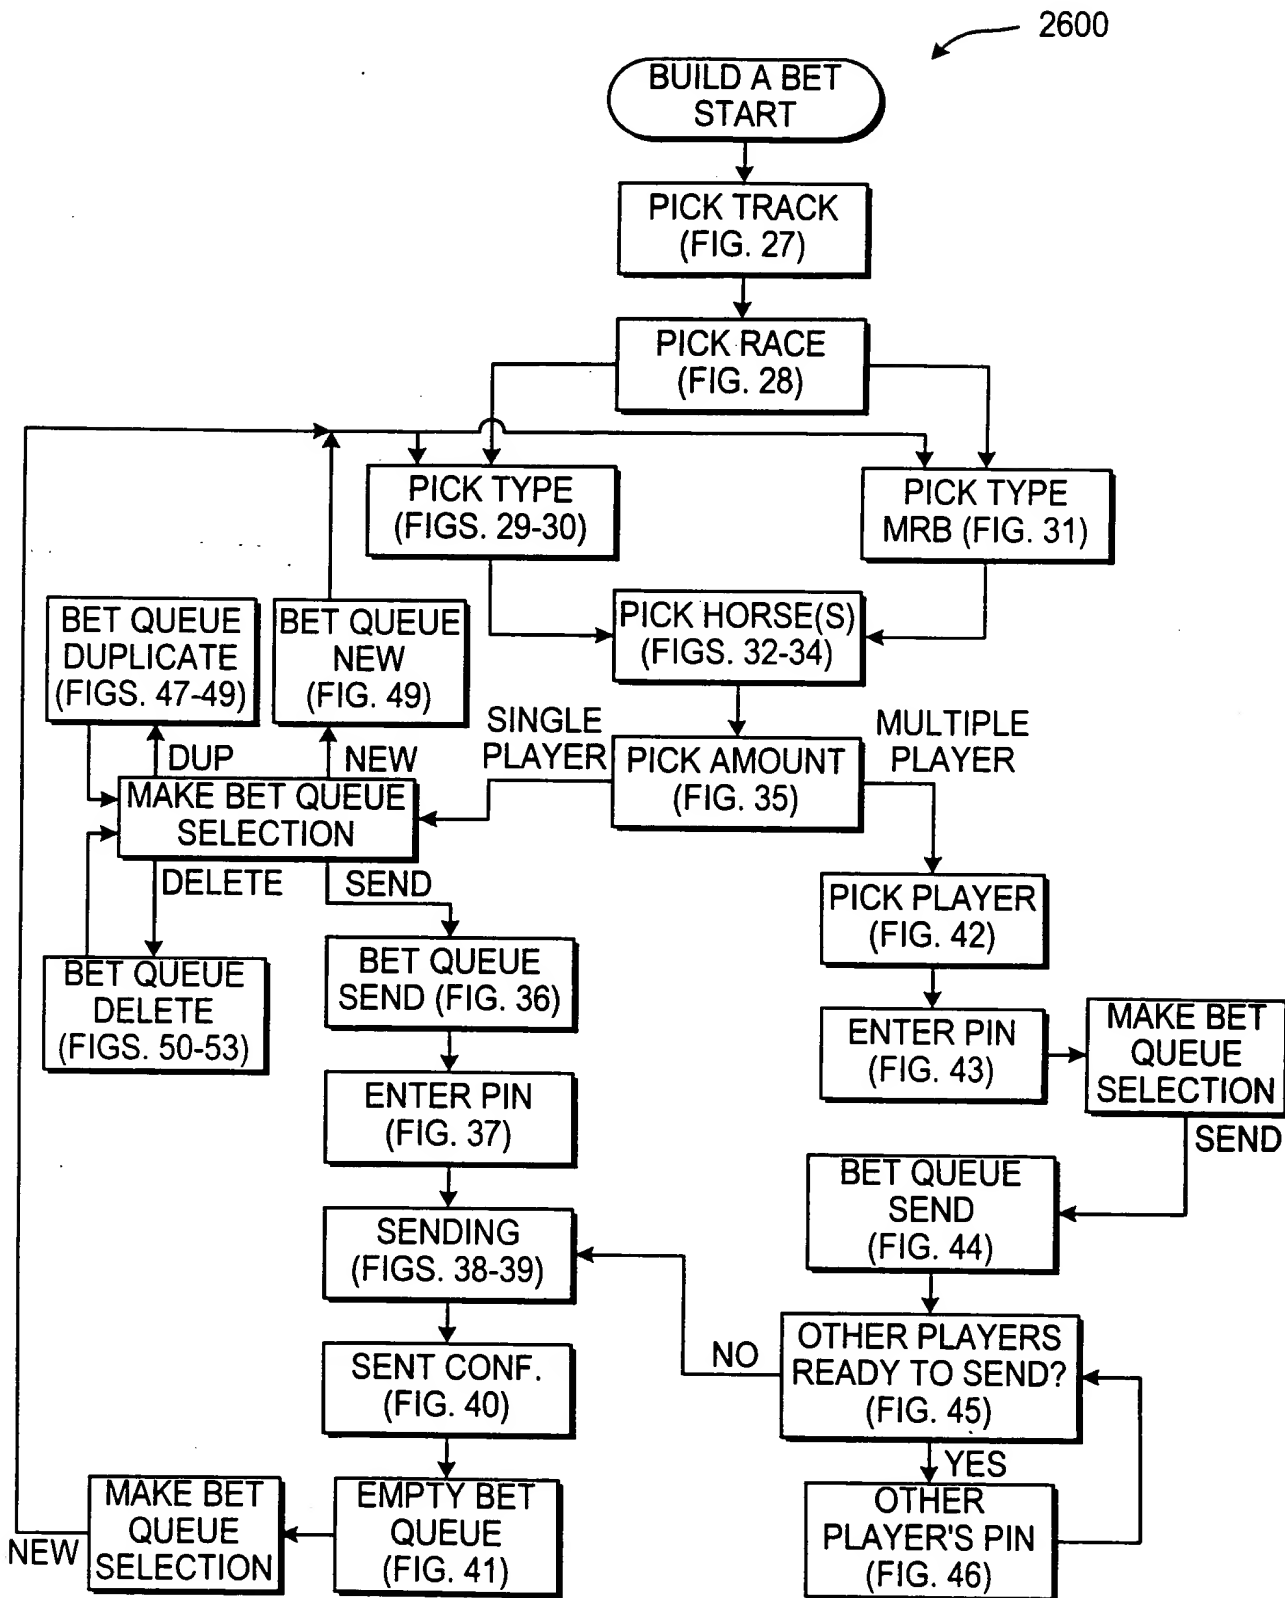 2600
BUILD A BET
START
PICK TRACK
(FIG. 27)
PICK RACE
(FIG. 28)
PICK TYPE
(FIGS. 29-30)
PICK TYPE
MRB (FIG. 31)
BET QUEUE
DUPLICATE
(FIGS. 47-49)
BET QUEUE
NEW
(FIG. 49)
PICK HORSE(S)
(FIGS. 32-34)
SINGLE
PLAYER
MULTIPLE
PLAYER
DUP
NEW
PICK AMOUNT
(FIG. 35)
MAKE BET QUEUE
SELECTION
DELETE
SEND
PICK PLAYER
(FIG. 42)
BET QUEUE
DELETE
(FIGS. 50-53)
BET QUEUE
SEND (FIG. 36)
ENTER PIN
(FIG. 43)
MAKE BET
QUEUE
SELECTION
ENTER PIN
(FIG. 37)
SEND
BET QUEUE
SEND
(FIG. 44)
SENDING
(FIGS. 38-39)
OTHER PLAYERS
READY TO SEND?
(FIG. 45)
NO
SENT CONF.
(FIG. 40)
YES
MAKE BET
QUEUE
SELECTION
EMPTY BET
QUEUE
(FIG. 41)
OTHER
PLAYER'S PIN
(FIG. 46)
NEW